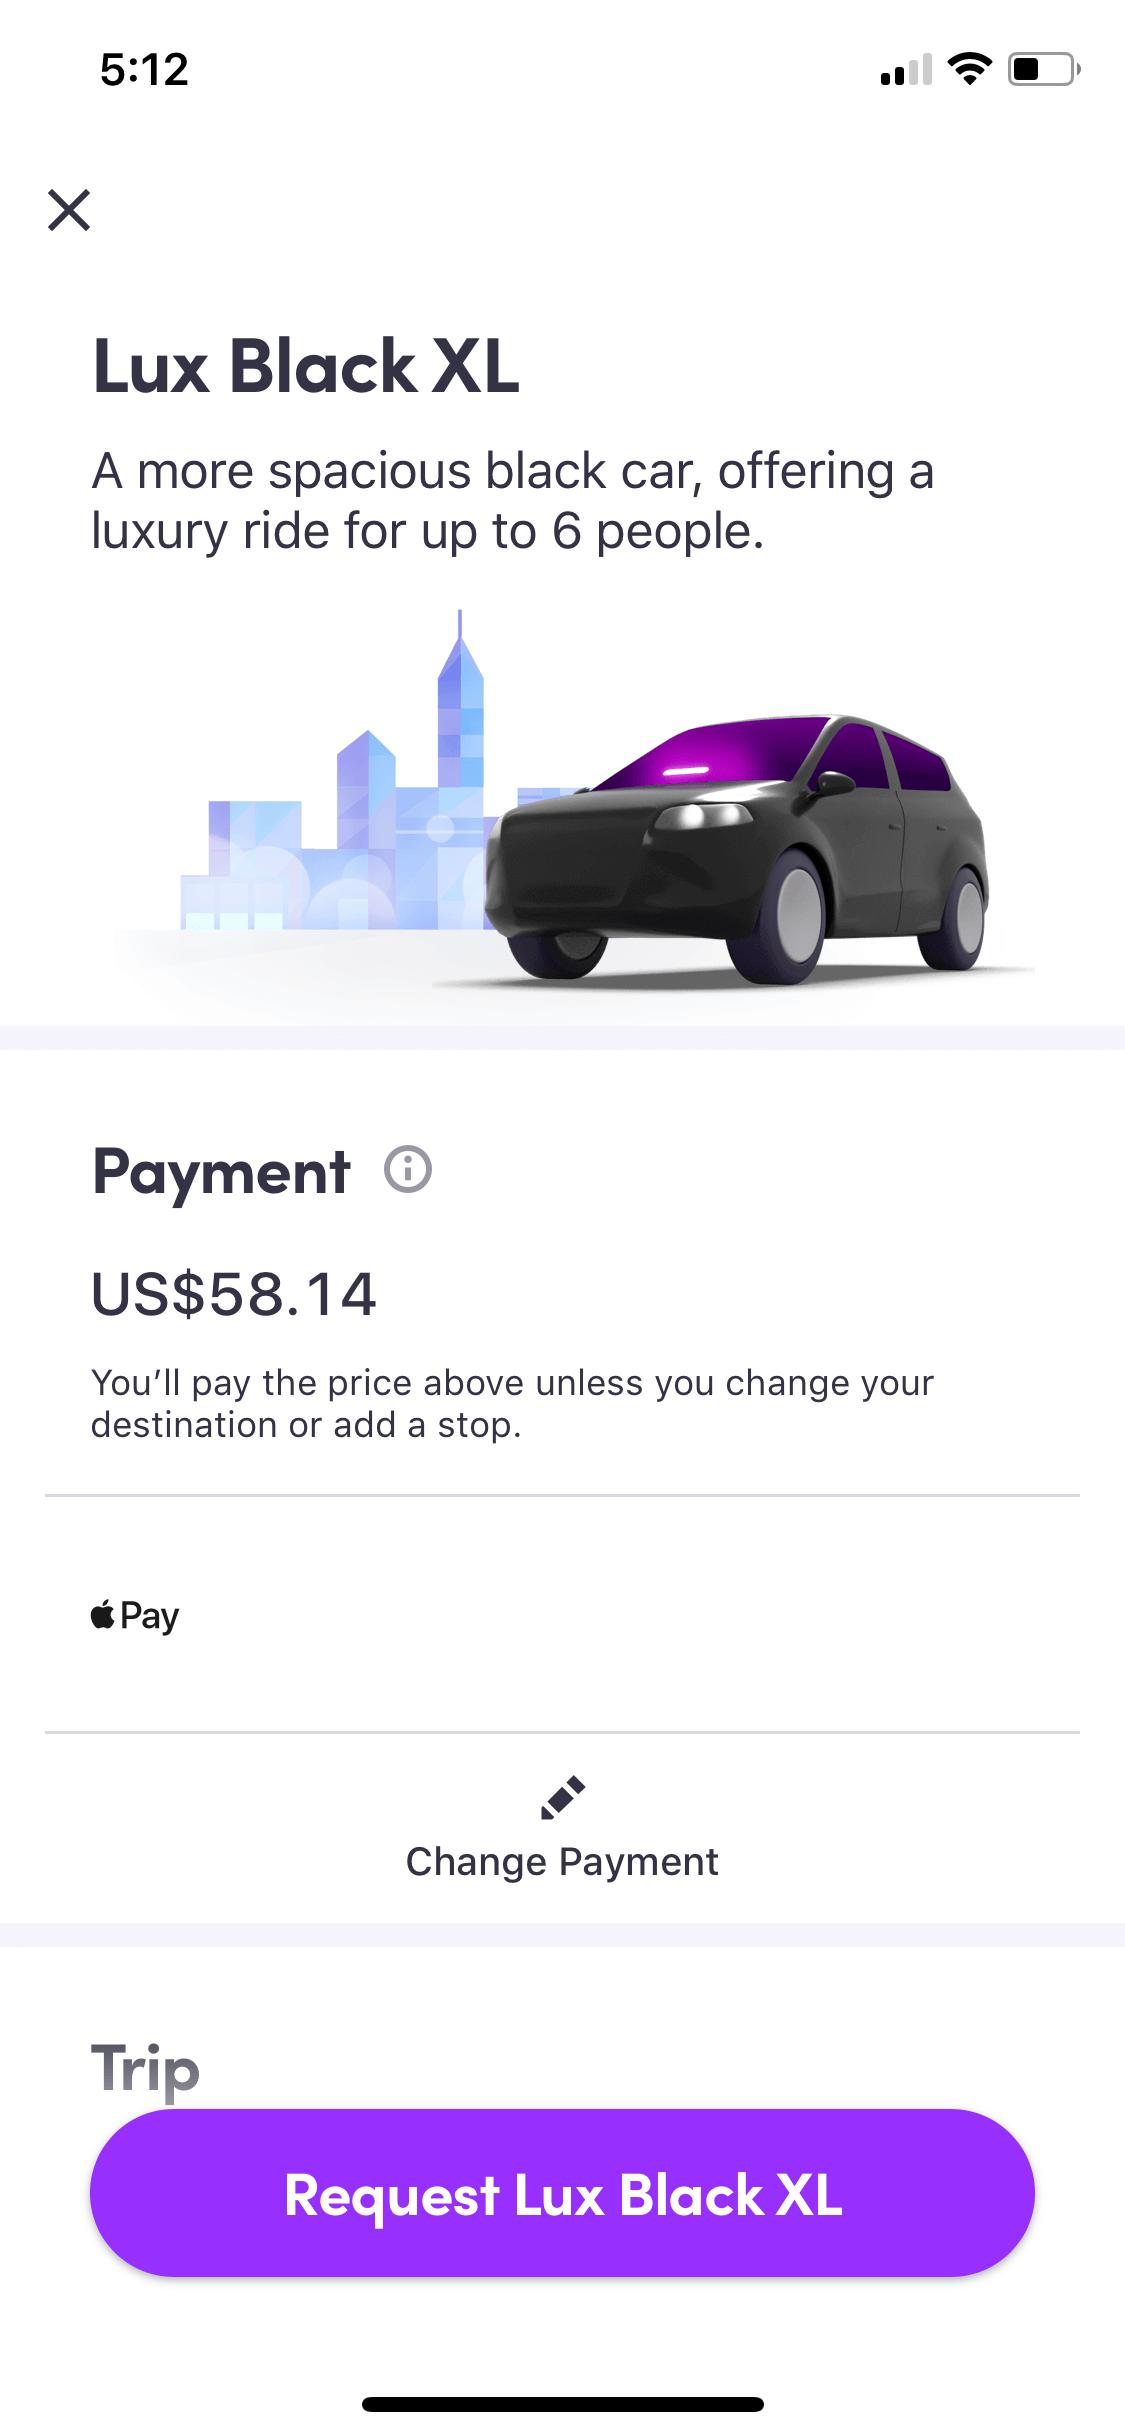 5:12
Lux Black XL
A more spacious black car, offering a
luxury ride for up to 6 people.
Payment
US$58.14
You’ll pay the price above unless you change your
destination or add a stop.
Pay
Change Payment
Trip
Request Lux Black XL